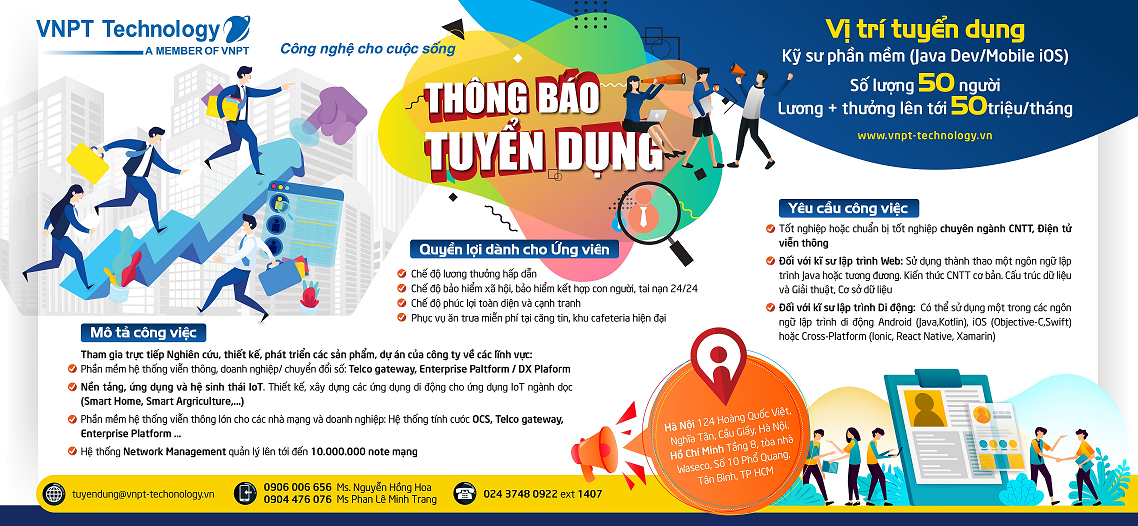 VNPT Technology
A MEMBER OF VNPT
Công nghệ cho cuộc sống
THÔNG BÁO
TUYỂN DỤNG
Vị trí tuyển dụng
Kỹ sư phần mềm (Java Dev/Mobile iOS)
Số lượng 50 người
Lương + thưởng lên tới 50 triệu/tháng
www.vnpt-technology.vn
Quyền lợi dành cho Ứng viên
Chế độ lương thưởng hấp dẫn
Chế độ bảo hiểm xã hội, bảo hiểm kết hợp con người, tai nạn 24/24
Chế độ phúc lợi toàn diện và cạnh tranh
Phục vụ ăn trưa miễn phí tại căng tin, khu cafeteria hiện đại
Yêu cầu công việc
Tốt nghiệp hoặc chuẩn bị tốt nghiệp chuyên ngành CNTT, Điện tử
viễn thông
Đối với kĩ sư lập trình Web: Sử dụng thành thao một ngôn ngữ lập
trình Java hoặc tương đương. Kiến thức CNTT cơ bản. Cấu trúc dữ liệu
và Giải thuật, Cơ sở dữ liệu
Đối với kĩ sư lập trình Di động: Có thể sử dụng một trong các ngôn
ngữ lập trình di động Android (Java,Kotlin), iOS (Objective-C,Swift)
hoặc Cross-Platform (Ionic, React Native, Xamarin)
Mô tả công việc
Tham gia trực tiếp Nghiên cứu, thiết kế, phát triển các sản phẩm, dự án của công ty về các lĩnh vực:
Phần mềm hệ thống viễn thông, doanh nghiệp/ chuyển đổi số: Telco gateway, Enterprise Paltform / DX Plaform
Nền tảng, ứng dụng và hệ sinh thái IoT. Thiết kế, xây dựng các ứng dụng di động cho ứng dụng IoT ngành dọc
(Smart Home, Smart Argriculture,...)
Phần mềm hệ thống viễn thông lớn cho các nhà mạng và doanh nghiệp: Hệ thống tính cước OCS, Telco gateway,
Enterprise Platform ...
Hệ thống Network Management quản lý lên tới đến 10.000.000 note mạng
Hà Nội 124 Hoàng Quốc Việt,
Nghĩa Tân, Cầu Giấy, Hà Nội.
Hồ Chí Minh Tầng 8, tòa nhà
Waseco, Số 10 Phổ Quang,
Tân Bình, TP HCM
tuyendung@vnpt-techonology.vn
0906 006 656 Ms. Nguyễn Hồng Hoa
0904 476 076 Ms Phan Lê Minh Trang
024 3748 0922 ext 1407